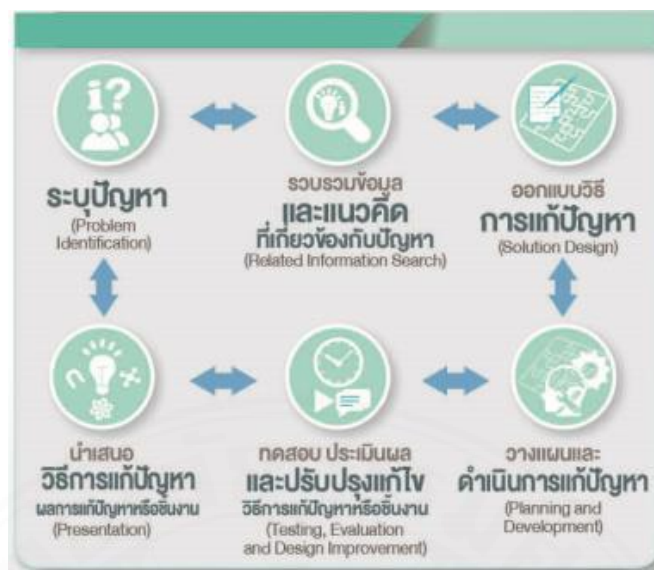 i?
ระบุปัญหา
(Problem
Identification)
รวบรวมข้อมูล
และแนวคิด
ที่เกี่ยวข้องกับปัญหา
(Related Information Search)
ออกแบบวิธี
การแก้ปัญหา
(Solution Design)
นำเสนอ
วิธีการแก้ปัญหา
ผลการแก้ปัญหาหรือชิ้นงาน
(Presentation)
ทดสอบ ประเมินผล
และปรับปรุงแก้ไข
วิธีการแก้ปัญหาหรือชิ้นงาน
(Testing, Evaluation
and Design Improvement)
วางแผนและ
ดำเนินการแก้ปัญหา
(Planning and
Development)